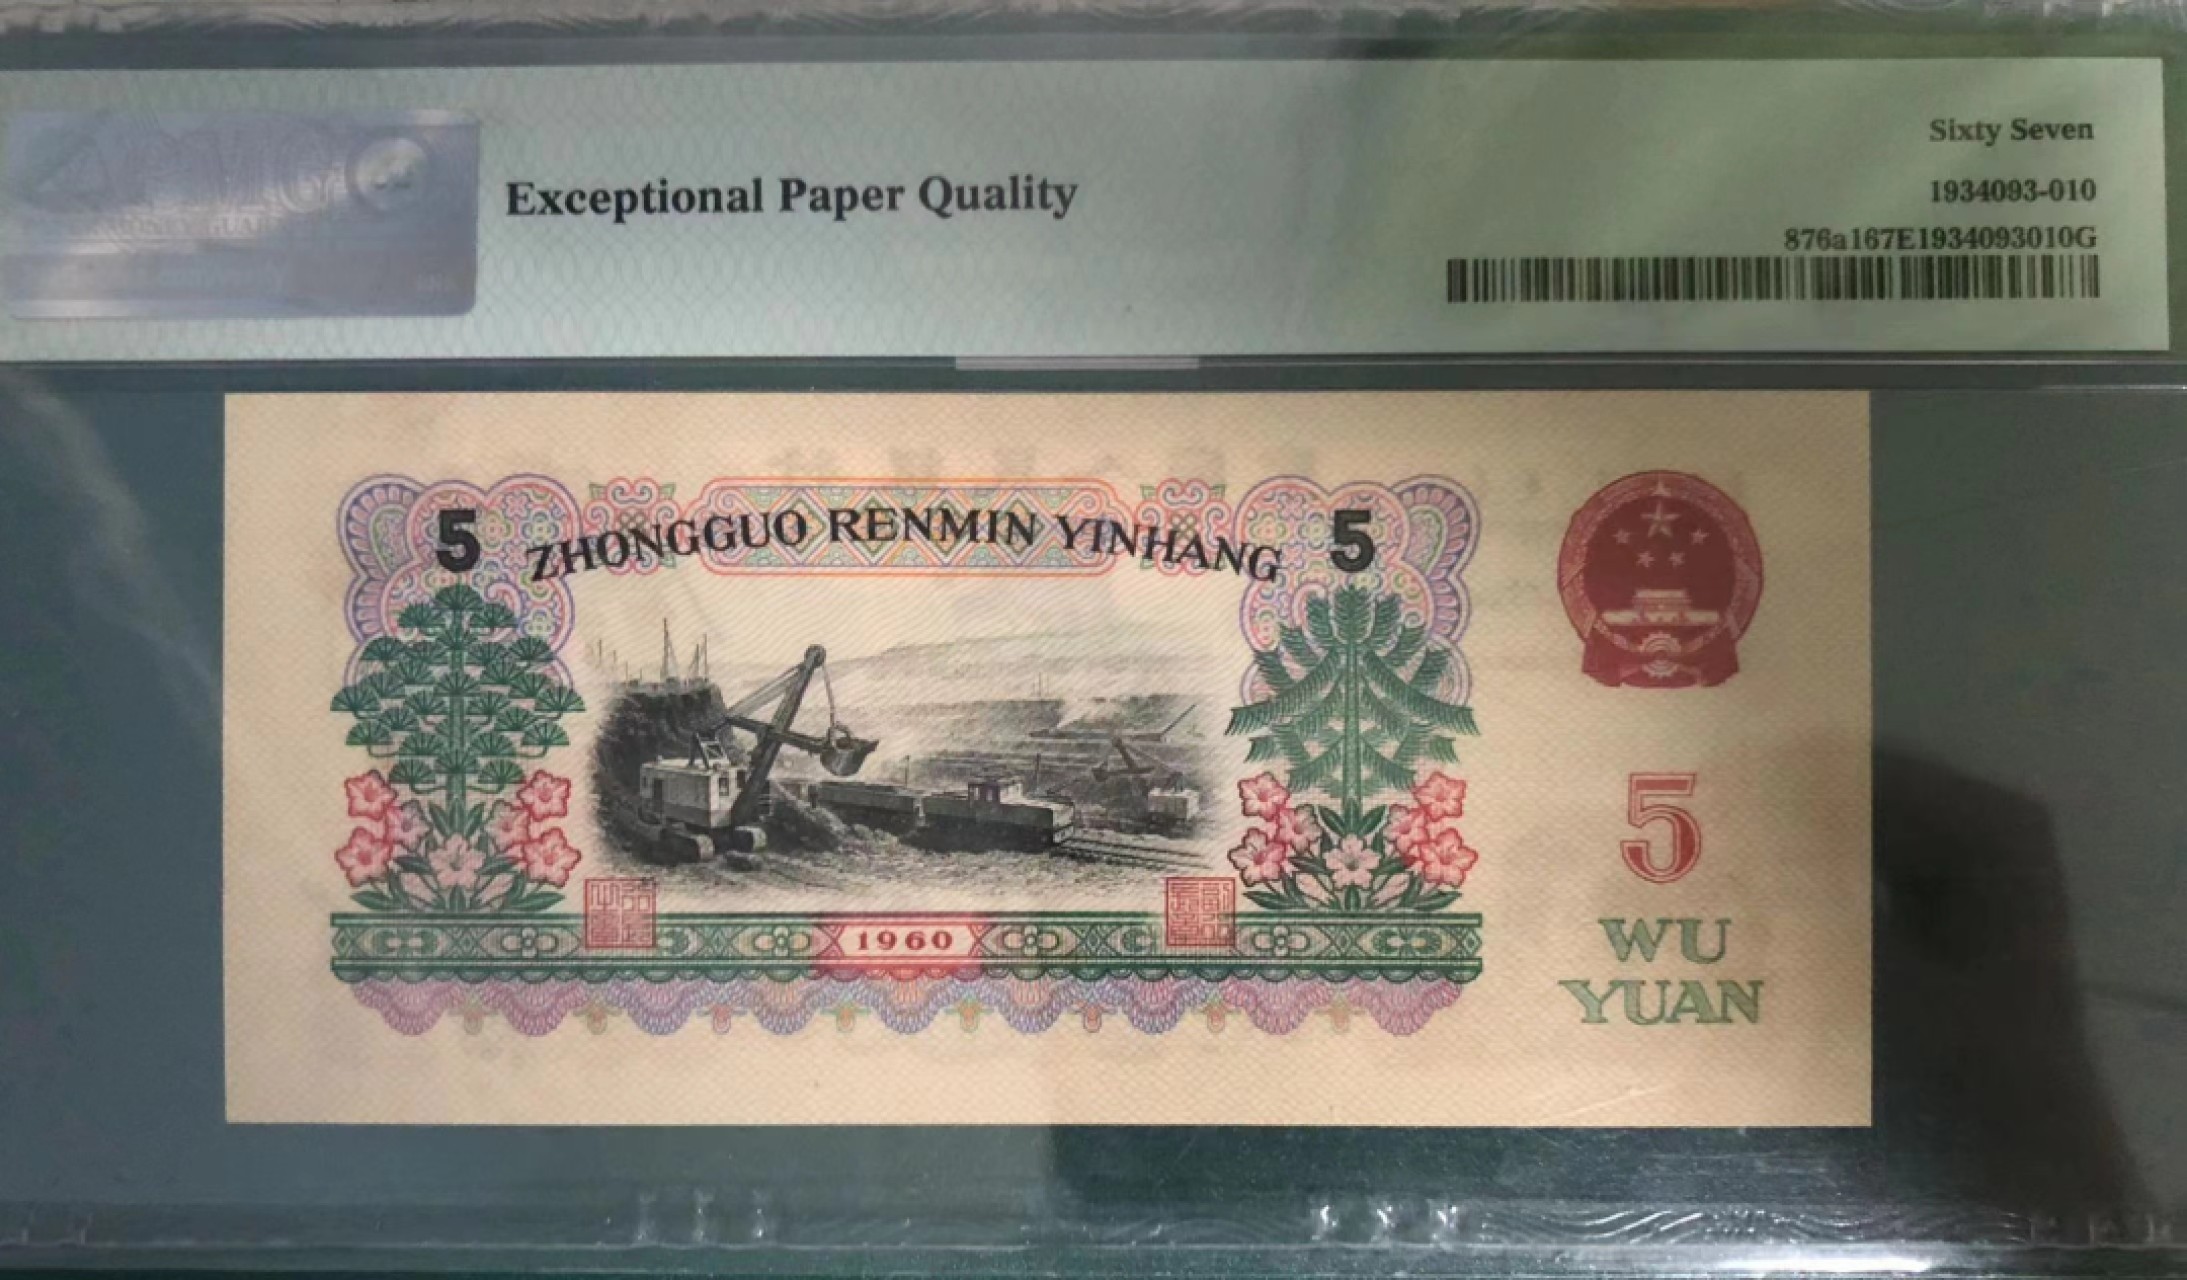 Sixty Seven
Exceptional Paper Quality
1934093-010
876a167E1934093010G
5 ZHONGGUO RENMIN YINHANG 5
1960
5
WU
YUAN